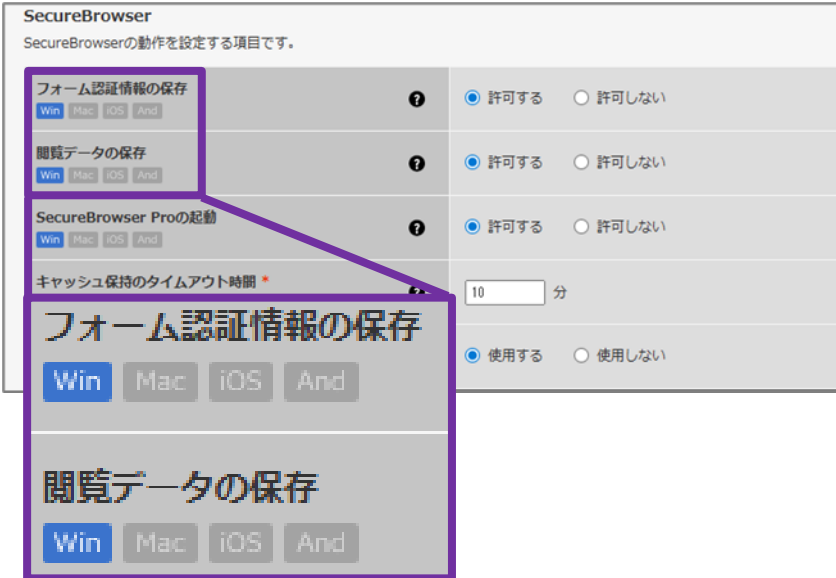 SecureBrowser
SecureBrowserの動作を設定する項目です。
フォーム認証情報の保存
Win Mac iOS And
? 許可する 許可しない
閲覧データの保存
Win Mac iOS And
? 許可する 許可しない
SecureBrowser Proの起動
Win Mac iOS And
? 許可する 許可しない
キャッシュ保持のタイムアウト時間 *
? 10 分
使用する 使用しない
フォーム認証情報の保存
Win Mac iOS And
閲覧データの保存
Win Mac iOS And